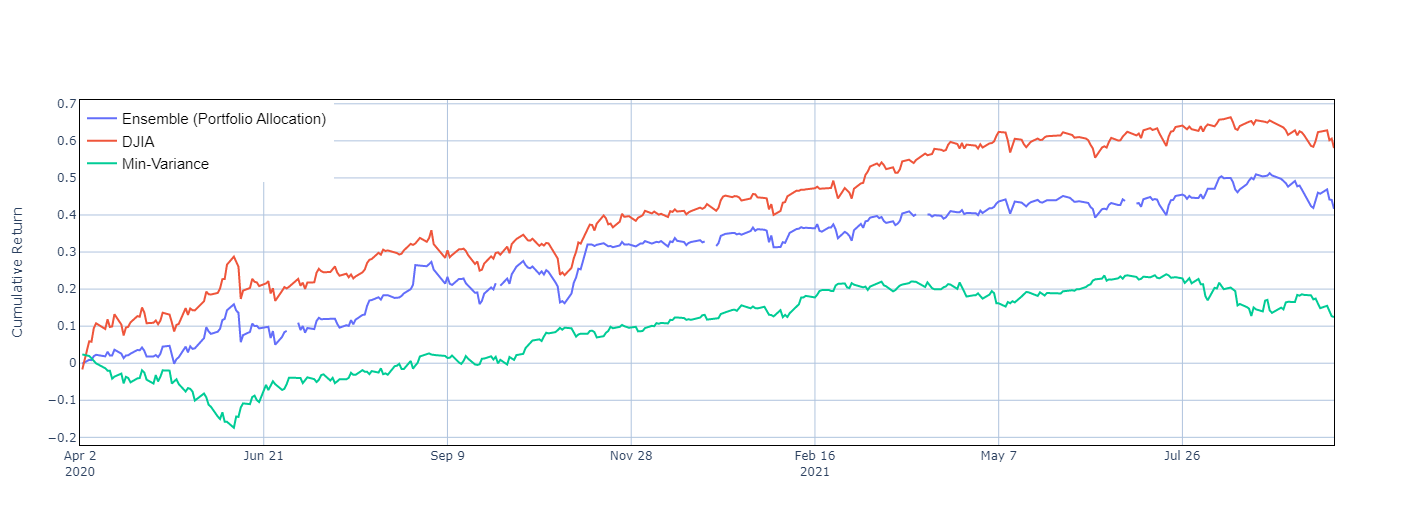 Ensemble (Portfolio Allocation)
DJIA
Min-Variance
Cumulative Return
0.7
0.6
0.5
0.4
0.3
0.2
0.1
0
−0.1
−0.2
Apr 2 Jun 21 Sep 9 Nov 28 Feb 16 May 7 Jul 26
2020 2021